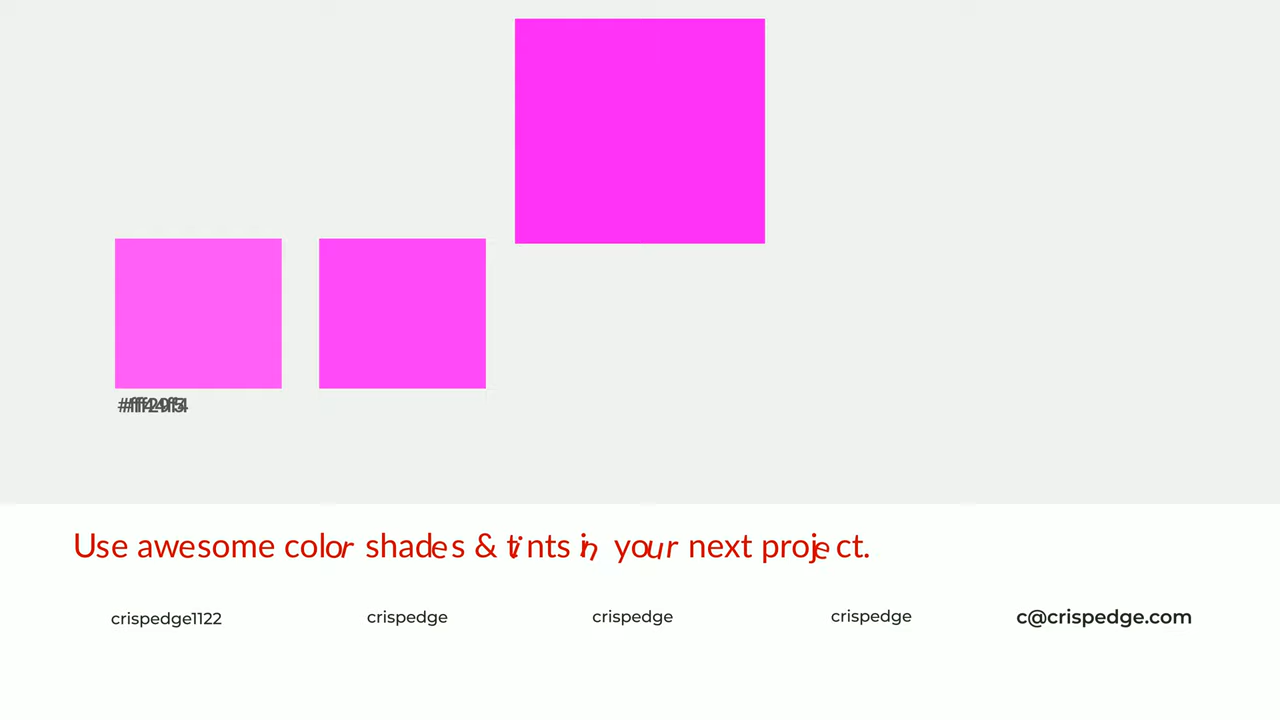 Use awesome color shades & tints in your next project.
crispedge1122 crispedge crispedge crispedge c@crispedge.com